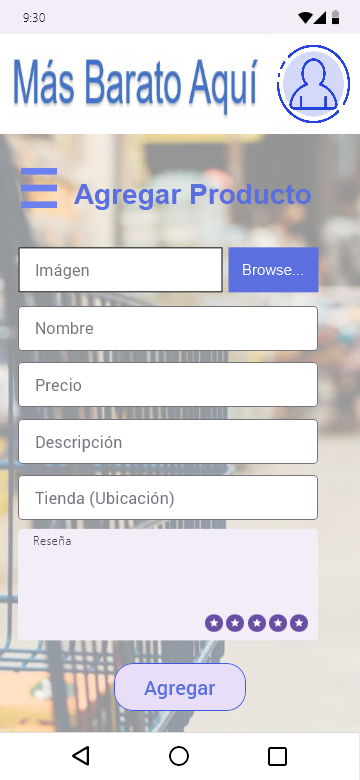 9:30
Más Barato Aquí
Agregar Producto
Imágen
Browse...
Nombre
Precio
Descripción
Tienda (Ubicación)
Reseña
Agregar